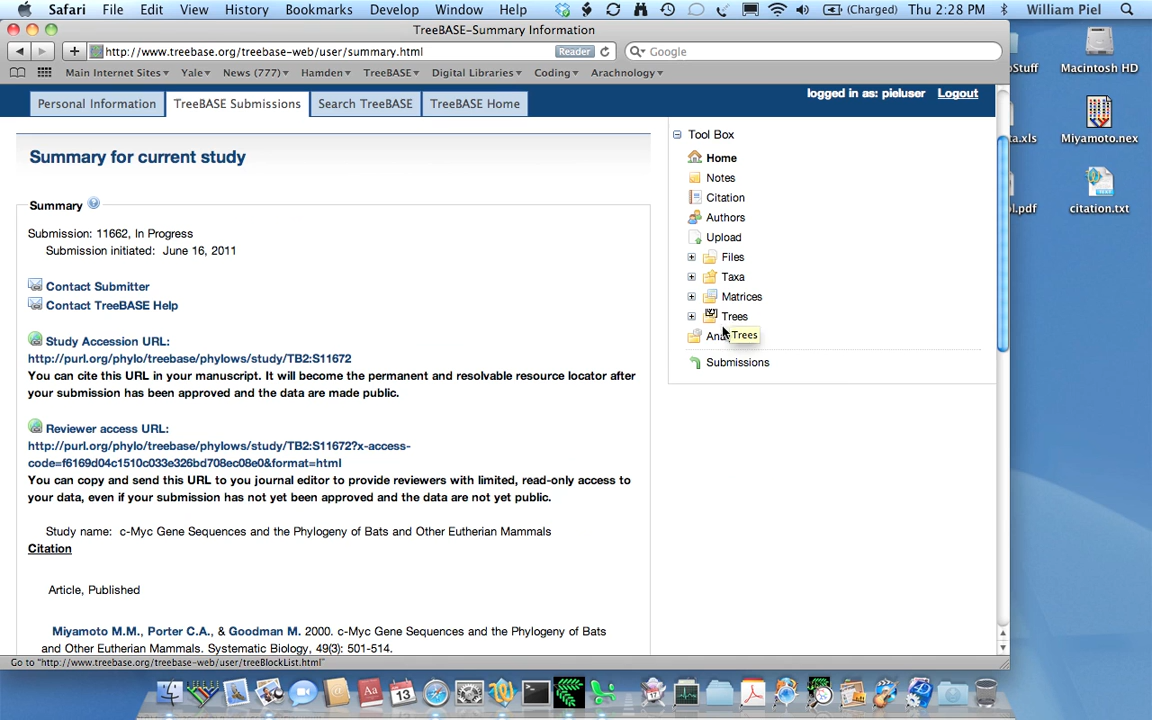 Safari File Edit View History Bookmarks Develop Window Help (Charged) Thu 2:28 PM William Piel
TreeBASE-Summary Information
http://www.treebase.org/treebase-web/user/summary.html Reader Google
Main Internet Sites Yale News (777) Hamden TreeBASE Digital Libraries Coding Arachnology
Macintosh HD
Miyamoto.nex
citation.txt
Personal Information TreeBASE Submissions Search TreeBASE TreeBASE Home logged in as: pieluser Logout
Summary for current study
Summary
Submission: 11662, In Progress
Submission initiated: June 16, 2011
Contact Submitter
Contact TreeBASE Help
Study Accession URL:
http://purl.org/phylo/treebase/phylows/study/TB2:S11672
You can cite this URL in your manuscript. It will become the permanent and resolvable resource locator after
your submission has been approved and the data are made public.
Reviewer access URL:
http://purl.org/phylo/treebase/phylows/study/TB2:S11672?x-access-
code=f6169d04c1510c033e326bd708ec08e0&format=html
You can copy and send this URL to you journal editor to provide reviewers with limited, read-only access to
your data, even if your submission has not yet been approved and the data are not yet public.
Study name: c-Myc Gene Sequences and the Phylogeny of Bats and Other Eutherian Mammals
Citation
Article, Published
Miyamoto M.M., Porter C.A., & Goodman M. 2000. c-Myc Gene Sequences and the Phylogeny of Bats
and Other Eutherian Mammals. Systematic Biology, 49(3): 501-514.
Tool Box
Home
Notes
Citation
Authors
Upload
Files
Taxa
Matrices
Trees
Trees
Submissions
Go to "http://www.treebase.org/treebase-web/user/treeBlockList.html"
13